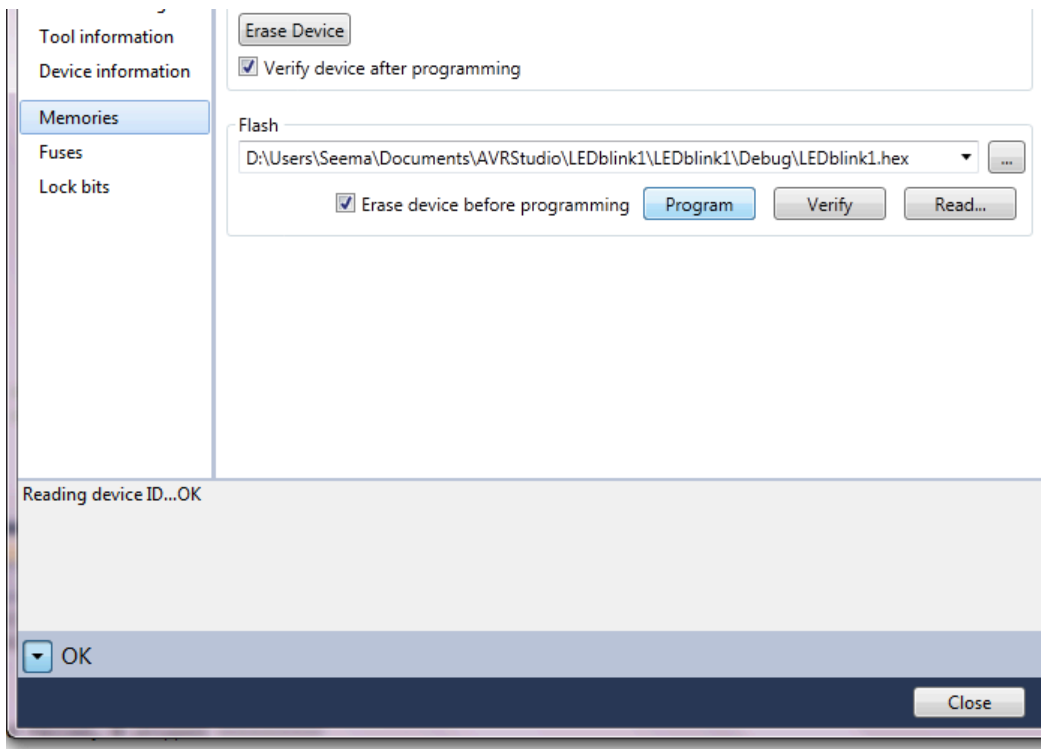 Tool information
Device information
Memories
Fuses
Lock bits
Erase Device
Verify device after programming
Flash
D:\Users\Seema\Documents\AVRStudio\LEDblink1\LEDblink1\Debug\LEDblink1.hex
...
Erase device before programming Program Verify Read...
Reading device ID...OK
OK
Close